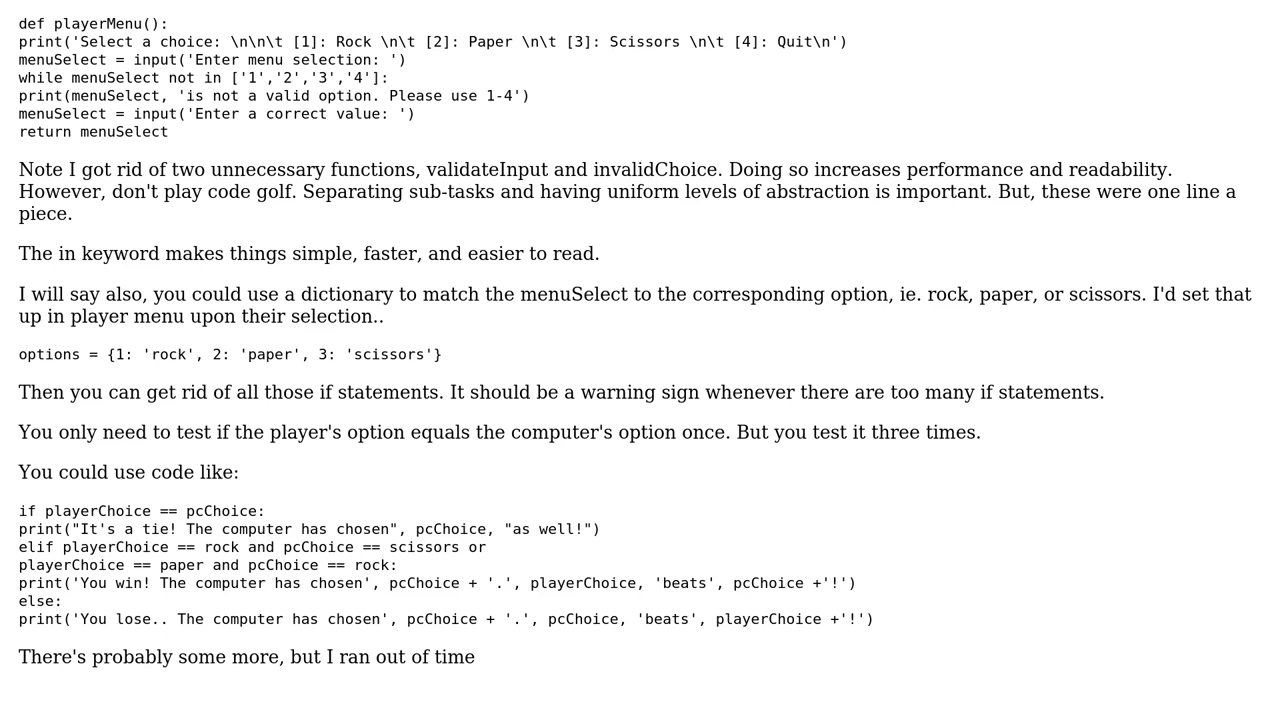 def playerMenu():
print('Select a choice: \n\n\t [1]: Rock \n\t [2]: Paper \n\t [3]: Scissors \n\t [4]: Quit\n')
menuSelect = input('Enter menu selection: ')
while menuSelect not in ['1','2','3','4']:
print(menuSelect, 'is not a valid option. Please use 1-4')
menuSelect = input('Enter a correct value: ')
return menuSelect
Note I got rid of two unnecessary functions, validateInput and invalidChoice. Doing so increases performance and readability.
However, don't play code golf. Separating sub-tasks and having uniform levels of abstraction is important. But, these were one line a
piece.
The in keyword makes things simple, faster, and easier to read.
I will say also, you could use a dictionary to match the menuSelect to the corresponding option, ie. rock, paper, or scissors. I'd set that
up in player menu upon their selection..
options = {1: 'rock', 2: 'paper', 3: 'scissors'}
Then you can get rid of all those if statements. It should be a warning sign whenever there are too many if statements.
You only need to test if the player's option equals the computer's option once. But you test it three times.
You could use code like:
if playerChoice == pcChoice:
print("It's a tie! The computer has chosen", pcChoice, "as well!")
elif playerChoice == rock and pcChoice == scissors or
playerChoice == paper and pcChoice == rock:
print('You win! The computer has chosen', pcChoice + '.', playerChoice, 'beats', pcChoice +'!')
else:
print('You lose.. The computer has chosen', pcChoice + '.', pcChoice, 'beats', playerChoice +'!')
There's probably some more, but I ran out of time